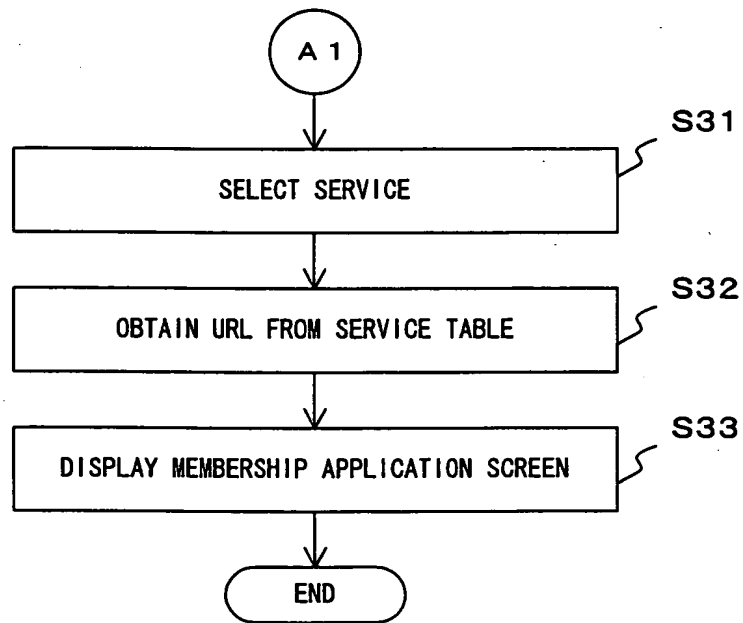 A1
S31
SELECT SERVICE
S32
OBTAIN URL FROM SERVICE TABLE
S33
DISPLAY MEMBERSHIP APPLICATION SCREEN
END